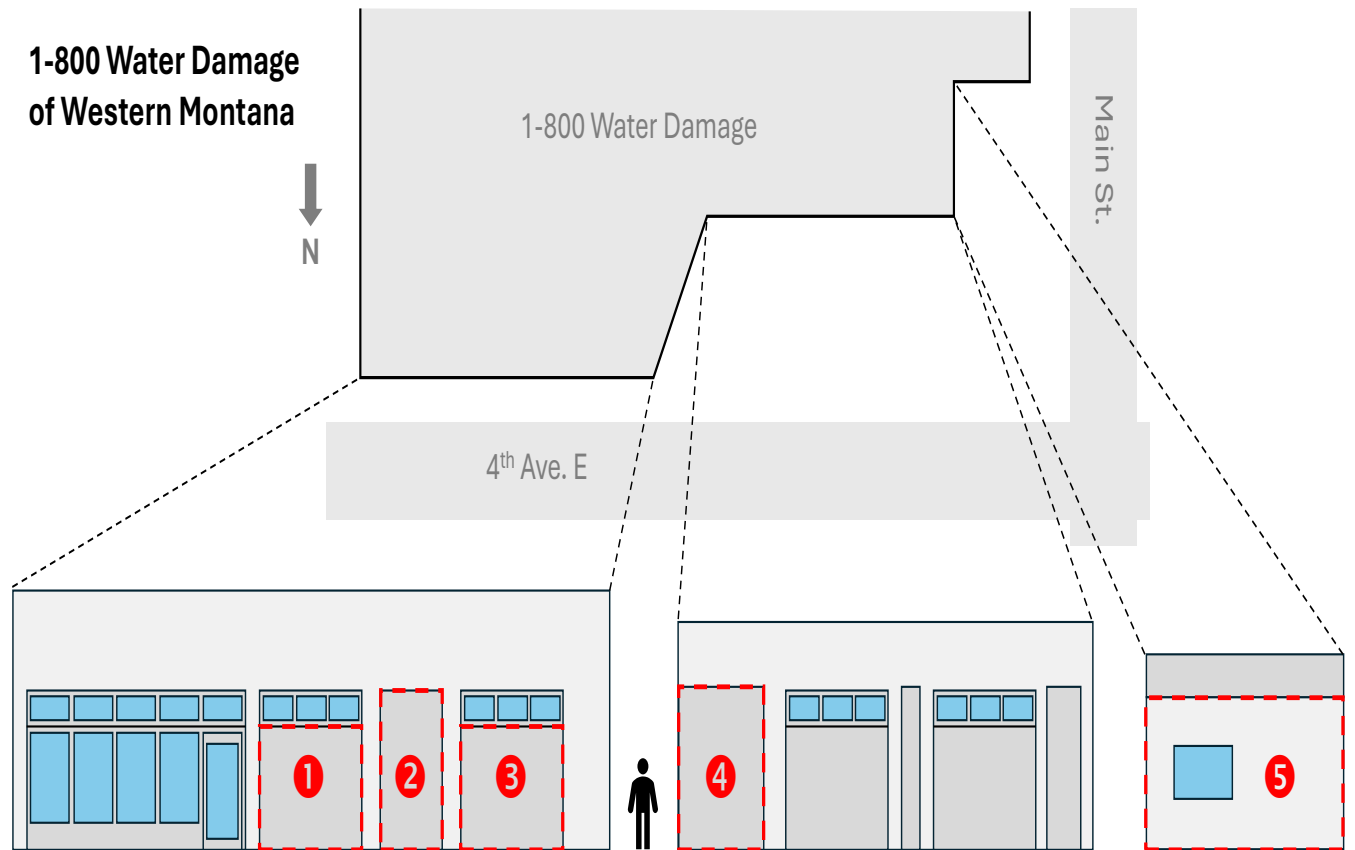 1-800 Water Damage
of Western Montana
1-800 Water Damage
Main St.
N
4th Ave. E
1
2
3
4
5